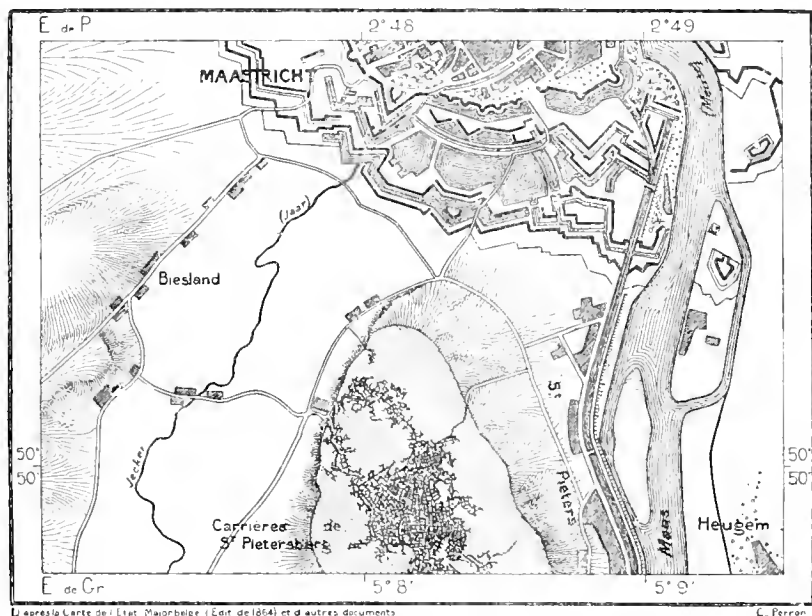 E de P
2°48
2°49
MAASTRICHT
Meuse
(Jaar)
Biesland
St Pieters
50°
50'
50°
50'
Jecker
Carrières de
St Pietersberg
Maas
Heugem
E de Gr
5°8'
5°9'
D'après la Carte de l'Etat Major belge (Edit de 1864) et d'autres documents
C. Perron